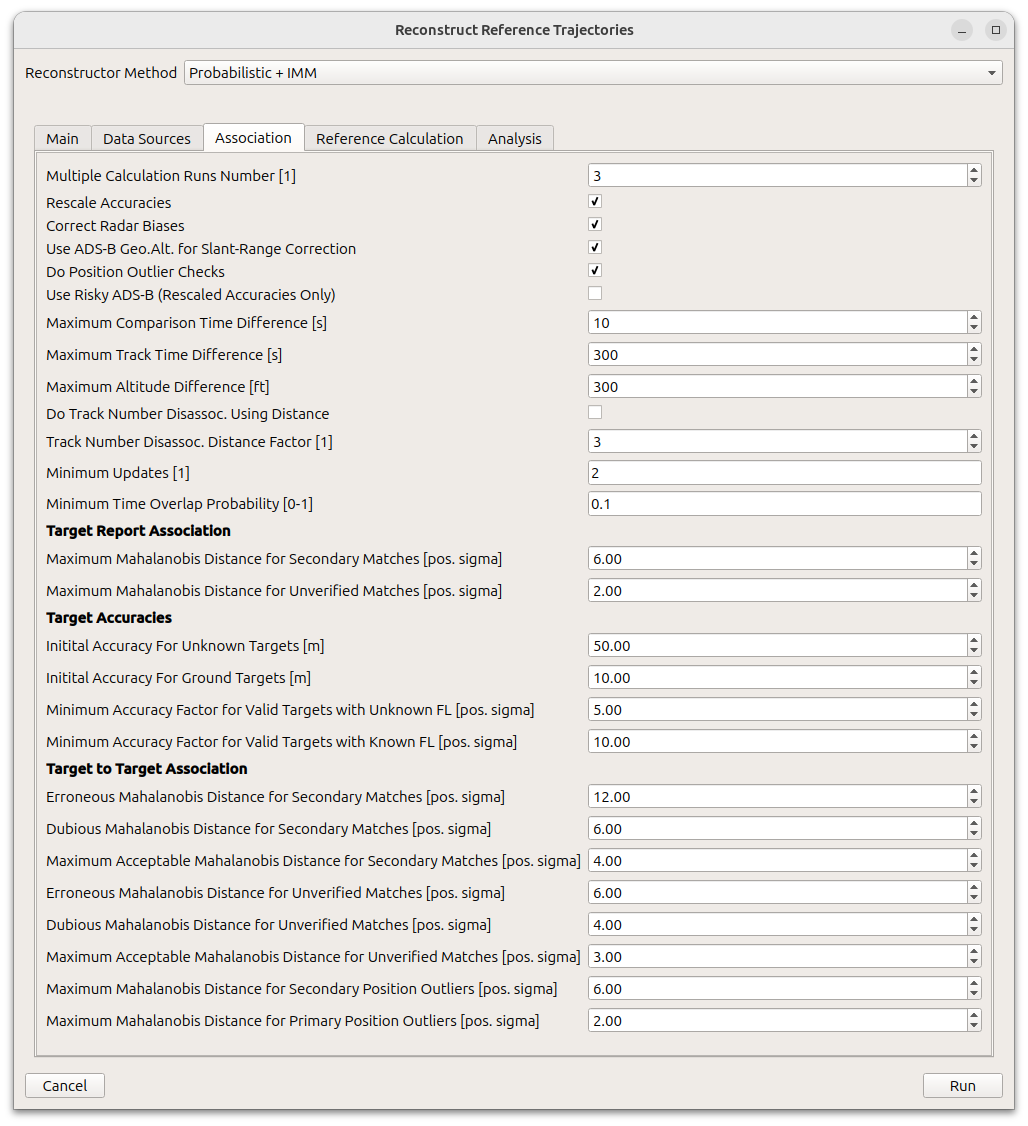 Reconstruct Reference Trajectories
Reconstructor Method Probabilistic + IMM
Main Data Sources Association Reference Calculation Analysis
Multiple Calculation Runs Number [1] 3
Rescale Accuracies
Correct Radar Biases
Use ADS-B Geo.Alt. for Slant-Range Correction
Do Position Outlier Checks
Use Risky ADS-B (Rescaled Accuracies Only)
Maximum Comparison Time Difference [s] 10
Maximum Track Time Difference [s] 300
Maximum Altitude Difference [ft] 300
Do Track Number Disassoc. Using Distance
Track Number Disassoc. Distance Factor [1] 3
Minimum Updates [1] 2
Minimum Time Overlap Probability [0-1] 0.1
Target Report Association
Maximum Mahalanobis Distance for Secondary Matches [pos. sigma] 6.00
Maximum Mahalanobis Distance for Unverified Matches [pos. sigma] 2.00
Target Accuracies
Initital Accuracy For Unknown Targets [m] 50.00
Initital Accuracy For Ground Targets [m] 10.00
Minimum Accuracy Factor for Valid Targets with Unknown FL [pos. sigma] 5.00
Minimum Accuracy Factor for Valid Targets with Known FL [pos. sigma] 10.00
Target to Target Association
Erroneous Mahalanobis Distance for Secondary Matches [pos. sigma] 12.00
Dubious Mahalanobis Distance for Secondary Matches [pos. sigma] 6.00
Maximum Acceptable Mahalanobis Distance for Secondary Matches [pos. sigma] 4.00
Erroneous Mahalanobis Distance for Unverified Matches [pos. sigma] 6.00
Dubious Mahalanobis Distance for Unverified Matches [pos. sigma] 4.00
Maximum Acceptable Mahalanobis Distance for Unverified Matches [pos. sigma] 3.00
Maximum Mahalanobis Distance for Secondary Position Outliers [pos. sigma] 6.00
Maximum Mahalanobis Distance for Primary Position Outliers [pos. sigma] 2.00
Cancel Run